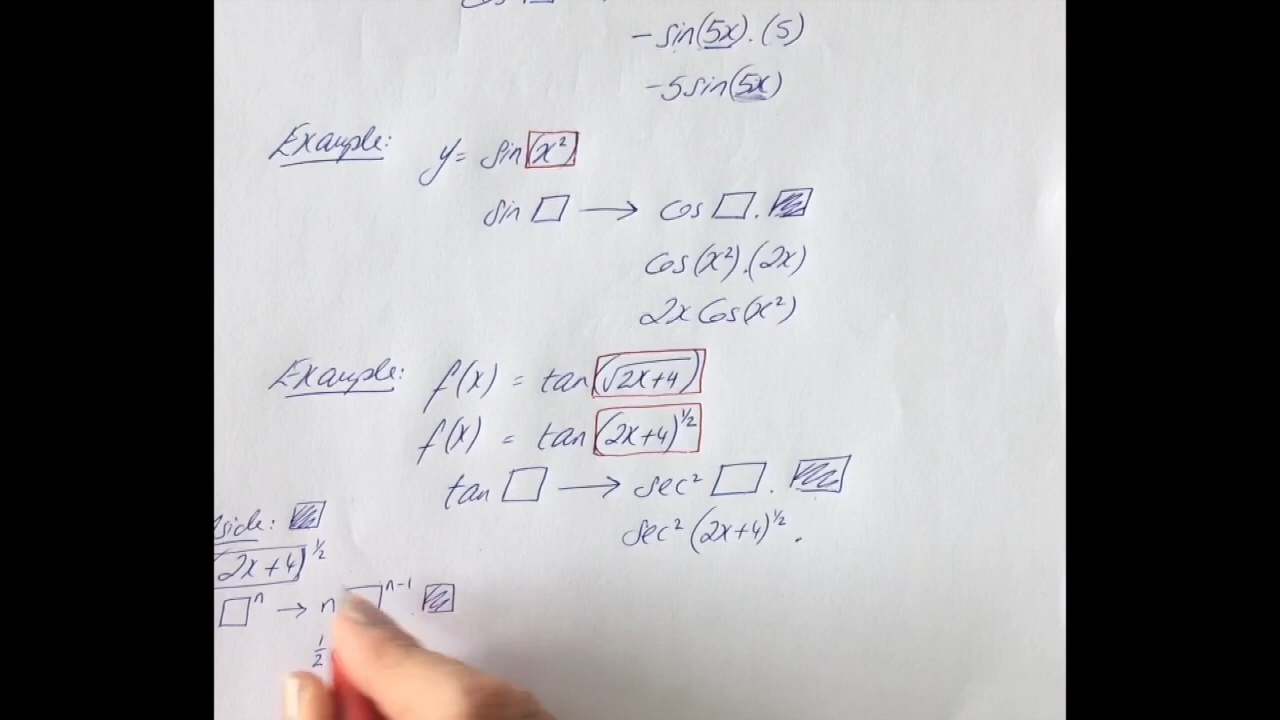 -sin(5x).(5)
-5sin(5x)
Example: y= sin(x²)
sin □ → cos □.
cos(x²).(2x)
2x Cos(x²)
Example: f(x) = tan(√2x+4)
f(x) = tan(2x+4)^½
tan □ → sec² □.
sec²(2x+4)^½.
(2x+4)^½
□ⁿ → n □ⁿ⁻¹
½